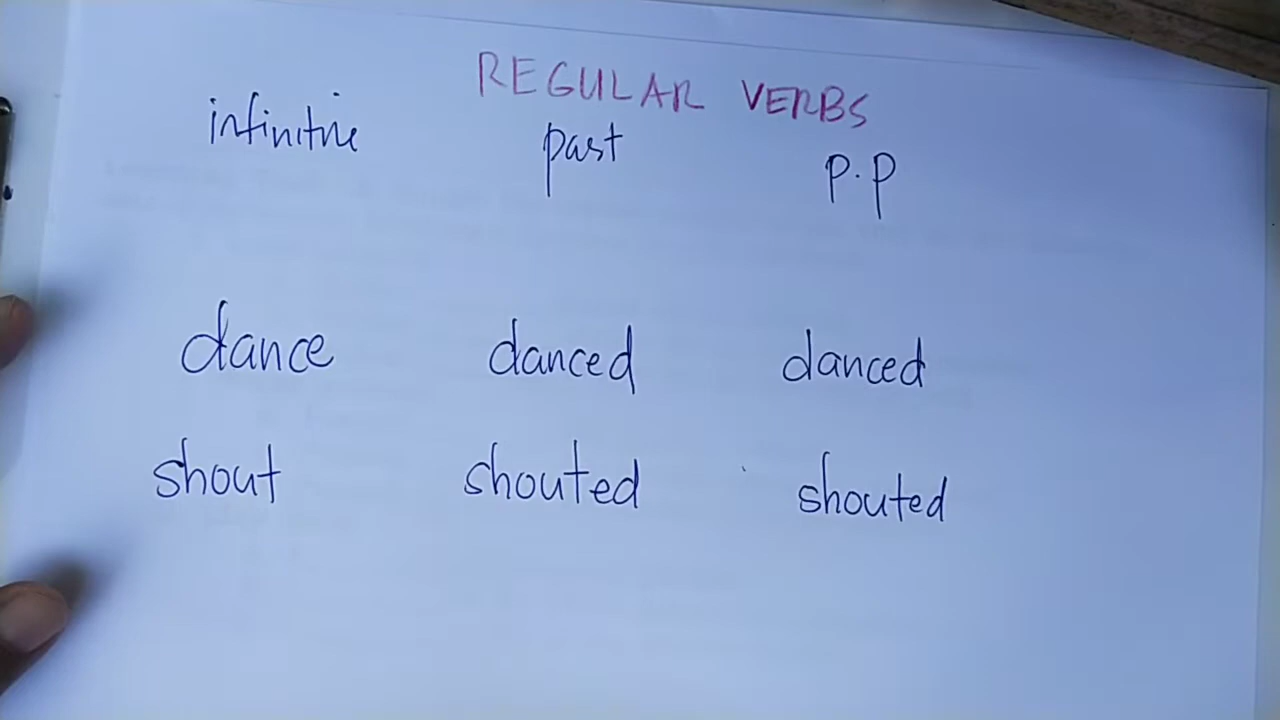 REGULAR VERBS
infinitive past p.p
dance danced danced
shout shouted shouted